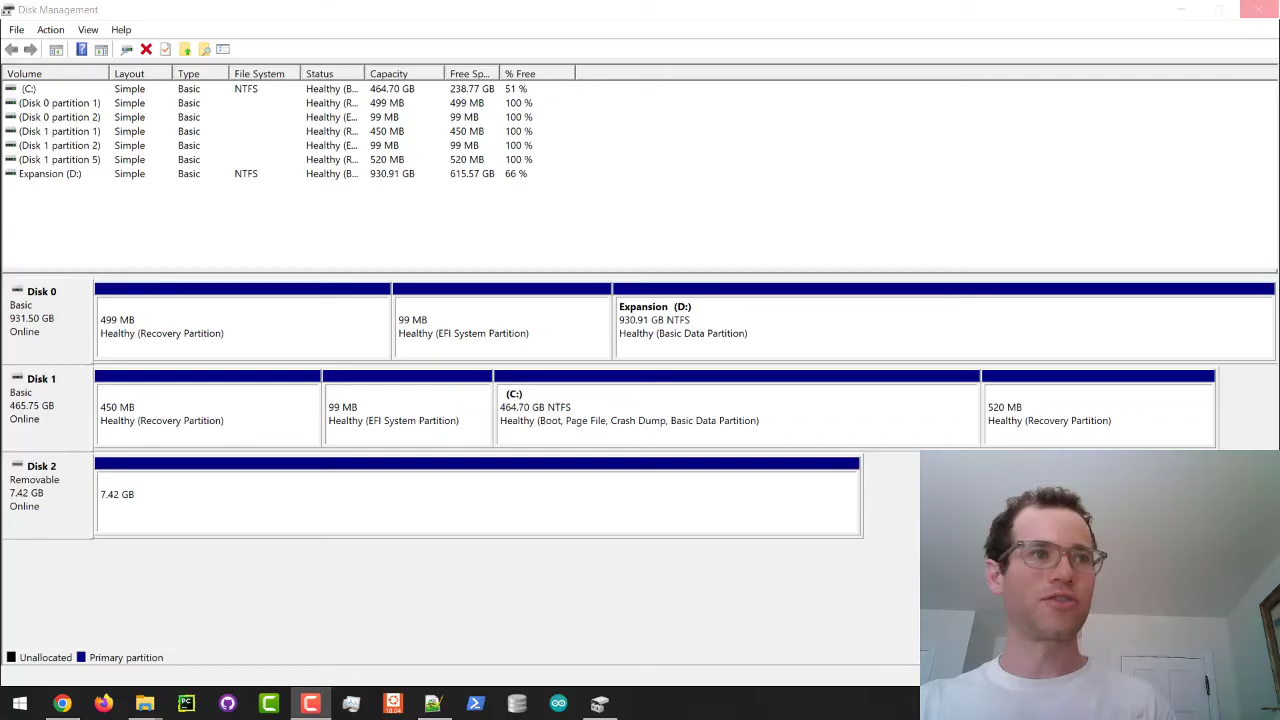 Disk Management
File Action View Help
Volume Layout Type File System Status Capacity Free Sp... % Free
(C:) Simple Basic NTFS Healthy (B... 464.70 GB 238.77 GB 51 %
(Disk 0 partition 1) Simple Basic Healthy (R... 499 MB 499 MB 100 %
(Disk 0 partition 2) Simple Basic Healthy (E... 99 MB 99 MB 100 %
(Disk 1 partition 1) Simple Basic Healthy (R... 450 MB 450 MB 100 %
(Disk 1 partition 2) Simple Basic Healthy (E... 99 MB 99 MB 100 %
(Disk 1 partition 5) Simple Basic Healthy (R... 520 MB 520 MB 100 %
Expansion (D:) Simple Basic NTFS Healthy (B... 930.91 GB 615.57 GB 66 %
Disk 0
Basic
931.50 GB
Online
499 MB
Healthy (Recovery Partition)
99 MB
Healthy (EFI System Partition)
Expansion (D:)
930.91 GB NTFS
Healthy (Basic Data Partition)
Disk 1
Basic
465.75 GB
Online
450 MB
Healthy (Recovery Partition)
99 MB
Healthy (EFI System Partition)
(C:)
464.70 GB NTFS
Healthy (Boot, Page File, Crash Dump, Basic Data Partition)
520 MB
Healthy (Recovery Partition)
Disk 2
Removable
7.42 GB
Online
7.42 GB
Unallocated Primary partition
PC
18.04